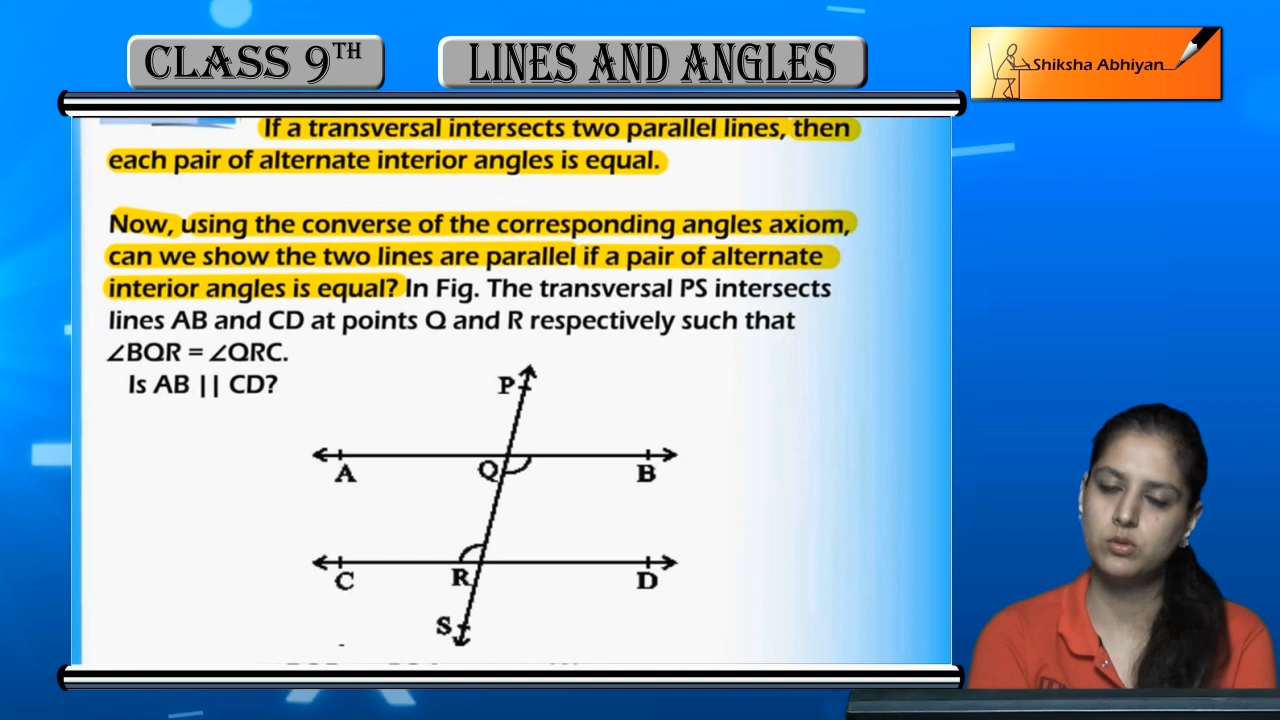 CLASS 9TH
LINES AND ANGLES
Shiksha Abhiyan
If a transversal intersects two parallel lines, then
each pair of alternate interior angles is equal.
Now, using the converse of the corresponding angles axiom,
can we show the two lines are parallel if a pair of alternate
interior angles is equal? In Fig. The transversal PS intersects
lines AB and CD at points Q and R respectively such that
∠BQR = ∠QRC.
Is AB || CD?
P
A Q B
C R D
S